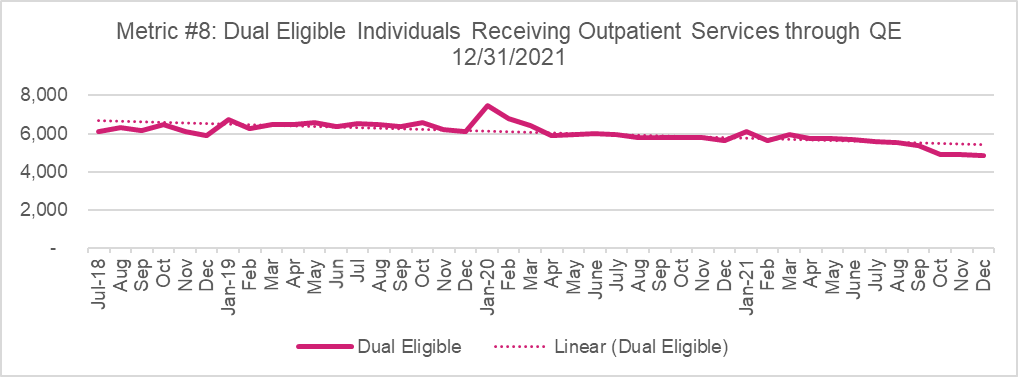 Metric #8: Dual Eligible Individuals Receiving Outpatient Services through QE
12/31/2021
8,000
6,000
4,000
2,000
-
Jul-18
Aug
Sep
Oct
Nov
Dec
Jan-19
Feb
Mar
Apr
May
Jun
Jul
Aug
Sep
Oct
Nov
Dec
Jan-20
Feb
Mar
Apr
May
June
July
Aug
Sep
Oct
Nov
Dec
Jan-21
Feb
Mar
Apr
May
June
July
Aug
Sep
Oct
Nov
Dec
Dual Eligible
Linear (Dual Eligible)